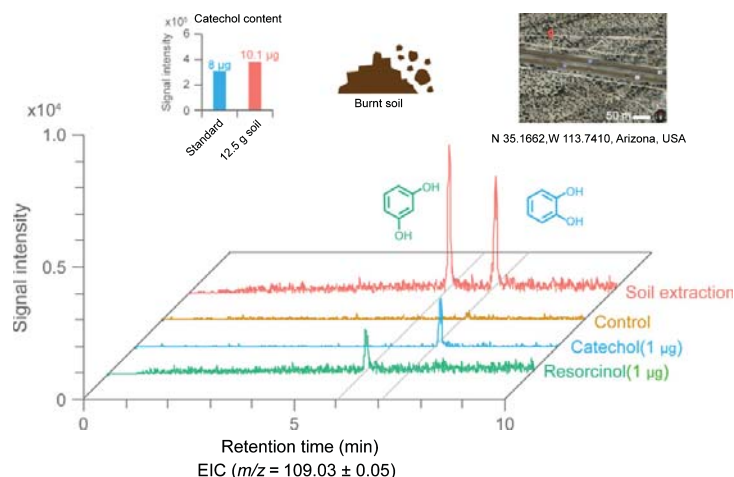 Catechol content
x10⁵
6
4
2
0
Signal intensity
8 µg
10.1 µg
Standard
12.5 g soil
Burnt soil
50 m
N 35.1662,W 113.7410, Arizona, USA
x10⁴
1.0
0.5
0
Signal intensity
OH
OH
OH
OH
Soil extraction
Control
Catechol(1 µg)
Resorcinol(1 µg)
0
5
10
Retention time (min)
EIC (m/z = 109.03 ± 0.05)